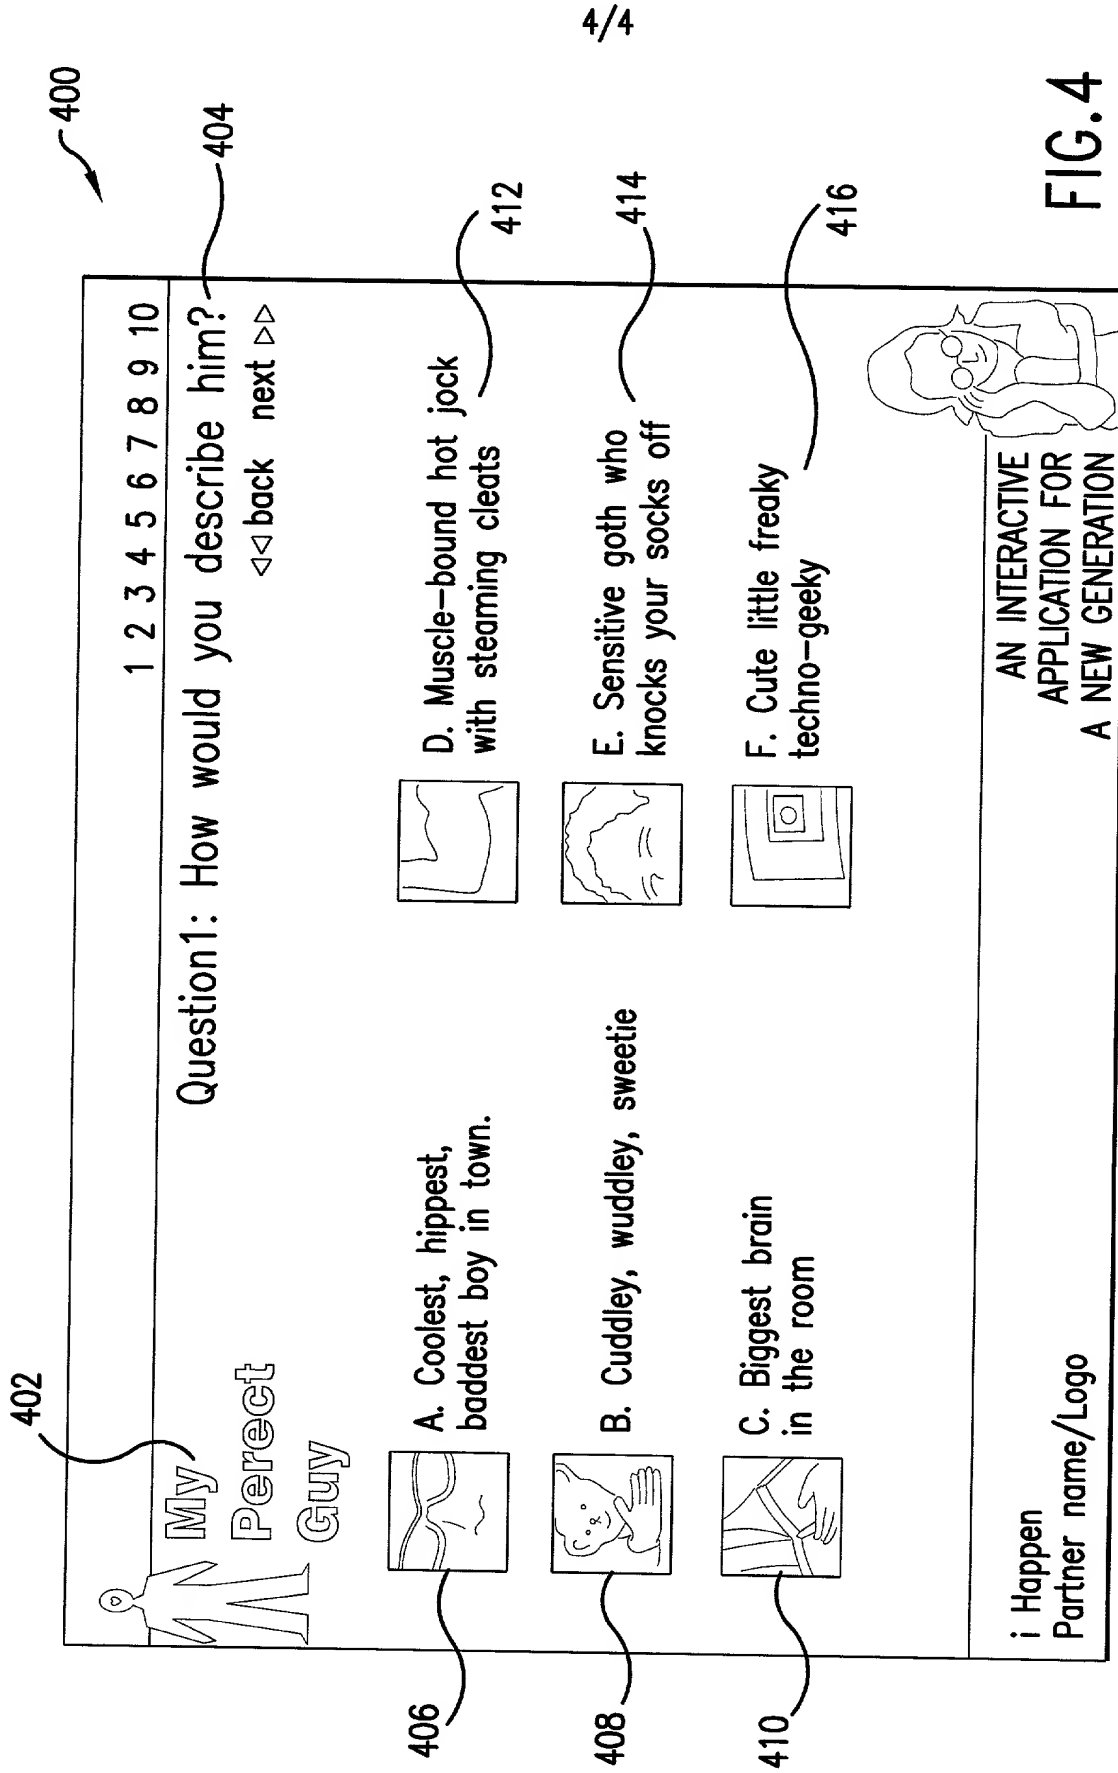 4/4
400
1 2 3 4 5 6 7 8 9 10
402
My
Perect
Guy
Question1: How would you describe him?
404
◁◁ back next ▷▷
406
A. Coolest, hippest,
baddest boy in town.
408
B. Cuddley, wuddley, sweetie
410
C. Biggest brain
in the room
D. Muscle-bound hot jock
with steaming cleats
412
E. Sensitive goth who
knocks your socks off
414
F. Cute little freaky
techno-geeky
416
i Happen
Partner name/Logo
AN INTERACTIVE
APPLICATION FOR
A NEW GENERATION
FIG.4